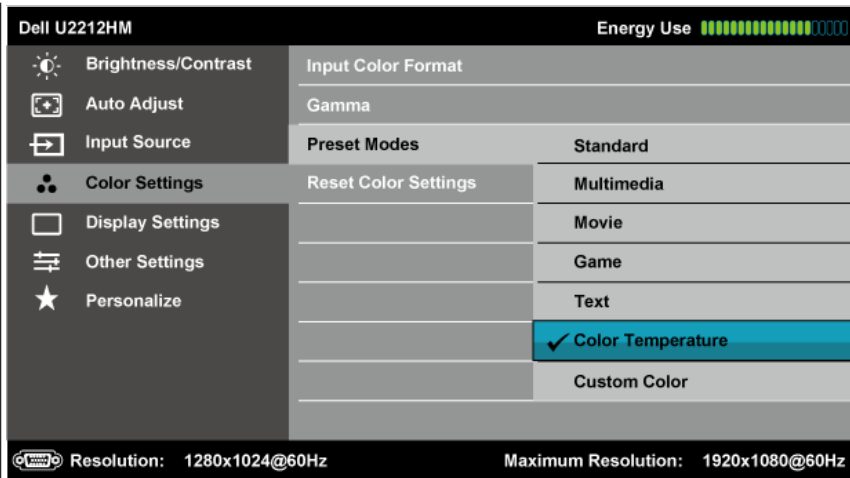 Dell U2212HM Energy Use
Brightness/Contrast Input Color Format
Auto Adjust Gamma
Input Source Preset Modes Standard
Color Settings Reset Color Settings Multimedia
Display Settings Movie
Other Settings Game
Personalize Text
Color Temperature
Custom Color
Resolution: 1280x1024@60Hz Maximum Resolution: 1920x1080@60Hz